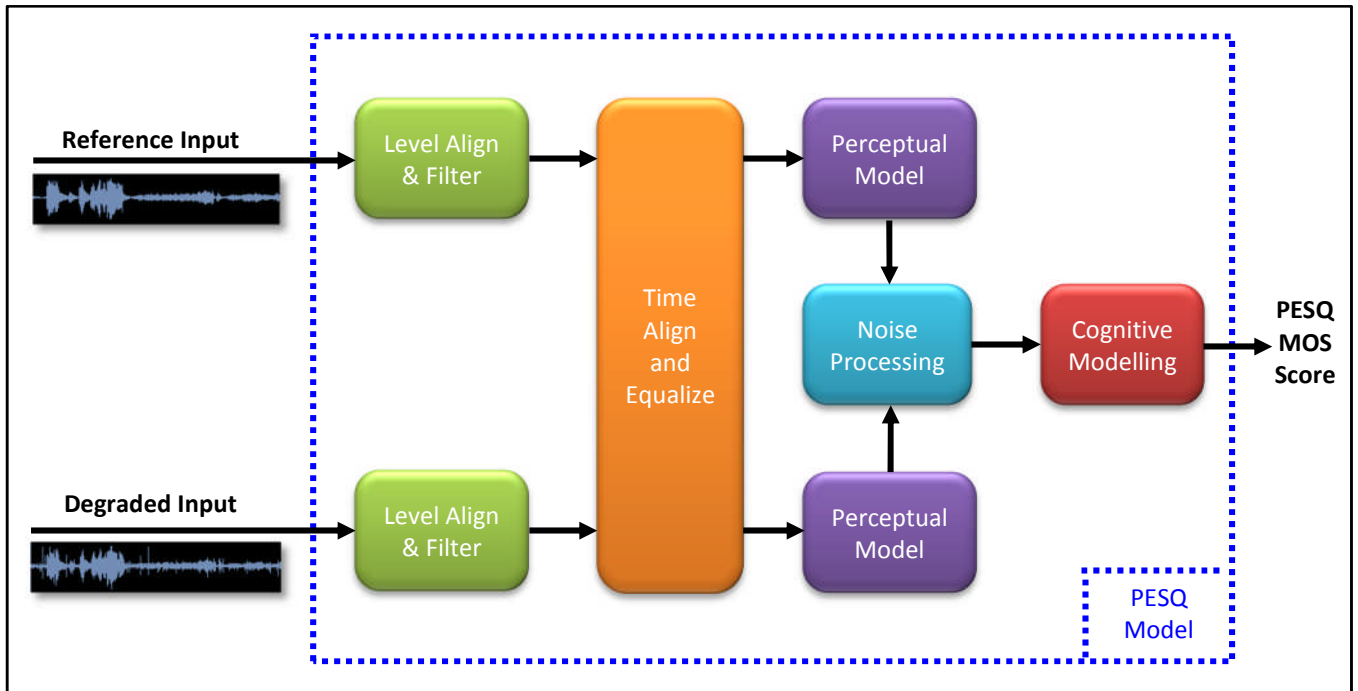 Reference Input
Level Align
& Filter
Perceptual
Model
Time
Align
and
Equalize
Noise
Processing
Cognitive
Modelling
PESQ
MOS
Score
Degraded Input
Level Align
& Filter
Perceptual
Model
PESQ
Model